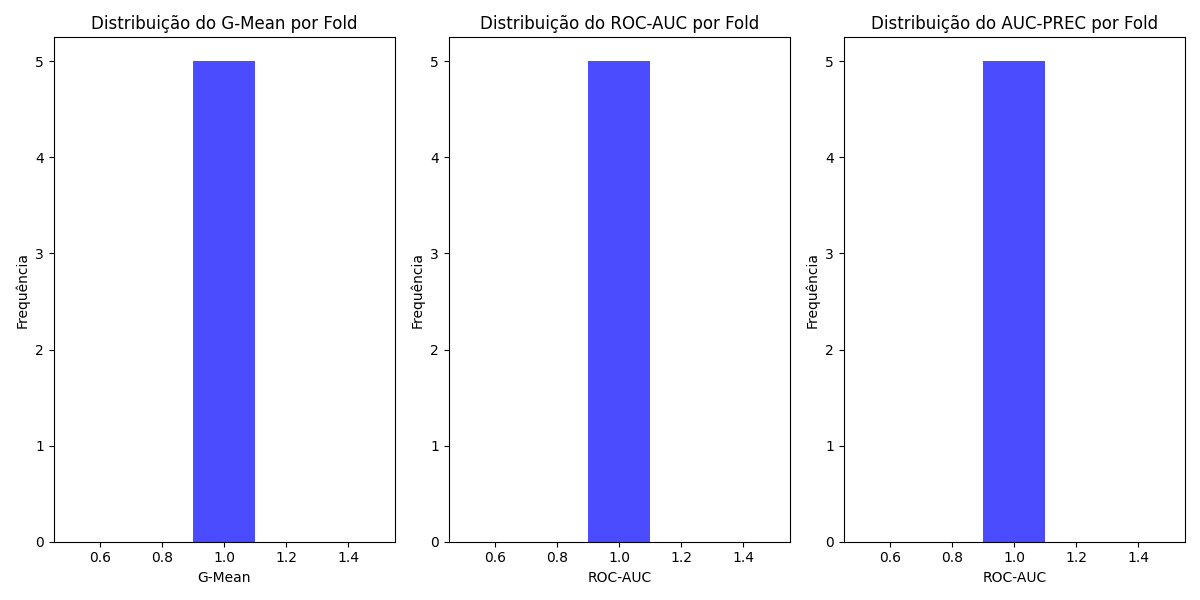 Distribuição do G-Mean por Fold
5
4
3
2
1
0
Frequência
0.6 0.8 1.0 1.2 1.4
G-Mean
Distribuição do ROC-AUC por Fold
5
4
3
2
1
0
Frequência
0.6 0.8 1.0 1.2 1.4
ROC-AUC
Distribuição do AUC-PREC por Fold
5
4
3
2
1
0
Frequência
0.6 0.8 1.0 1.2 1.4
ROC-AUC